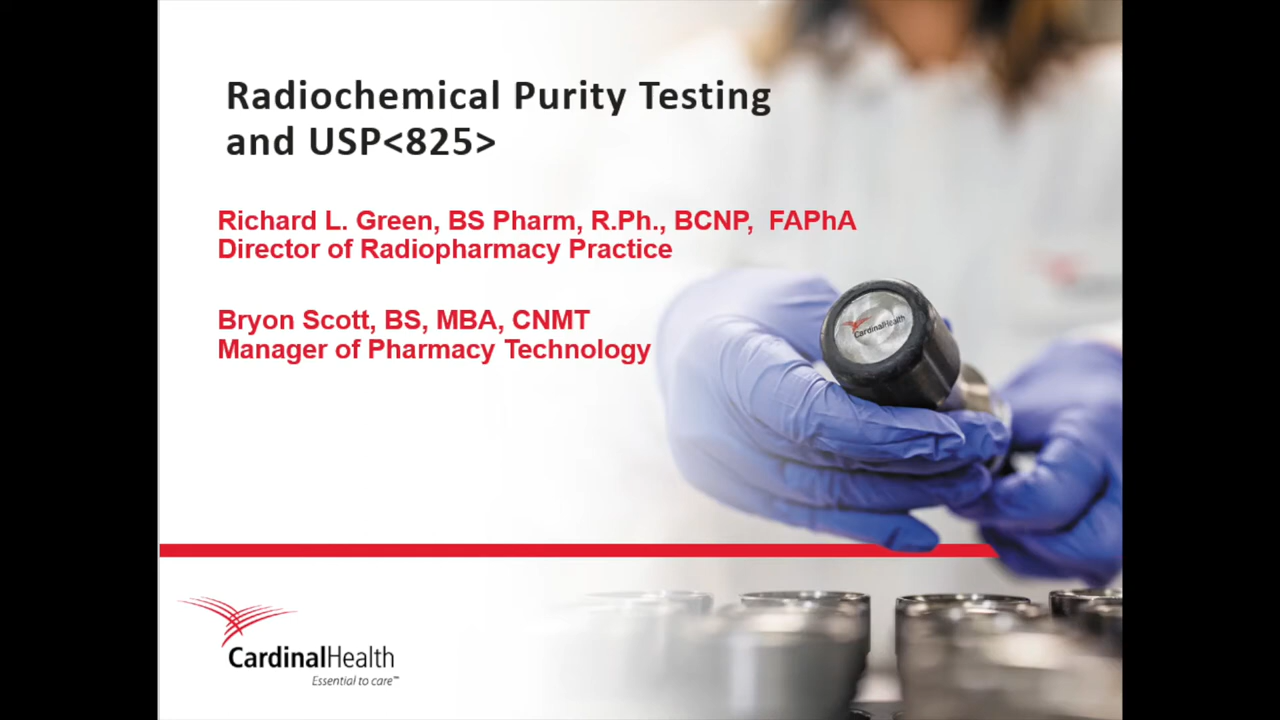 Radiochemical Purity Testing
and USP<825>
Richard L. Green, BS Pharm, R.Ph., BCNP, FAPhA
Director of Radiopharmacy Practice
Bryon Scott, BS, MBA, CNMT
Manager of Pharmacy Technology
CardinalHealth
CardinalHealth
Essential to care™